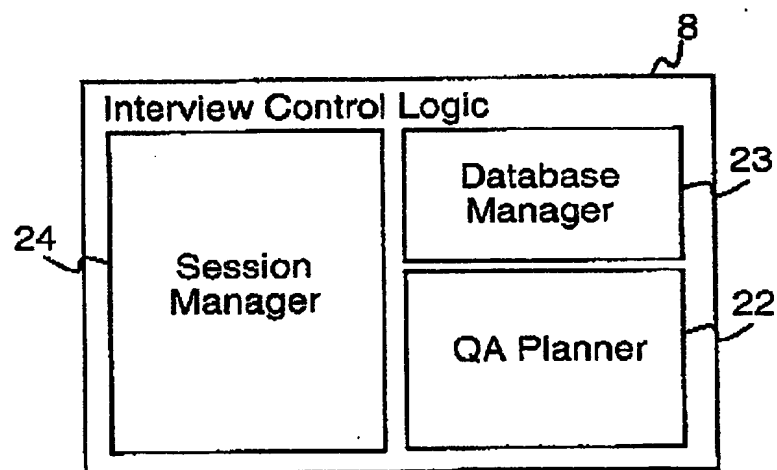 8
Interview Control Logic
Database
Manager
23
24
Session
Manager
22
QA Planner